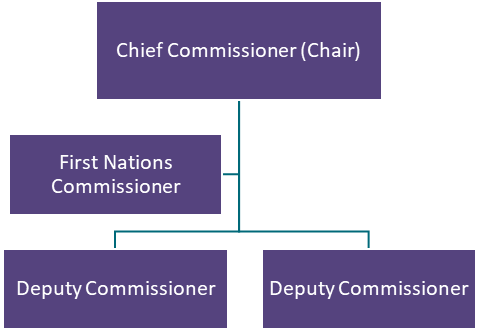 Chief Commissioner (Chair)
First Nations
Commissioner
Deputy Commissioner
Deputy Commissioner